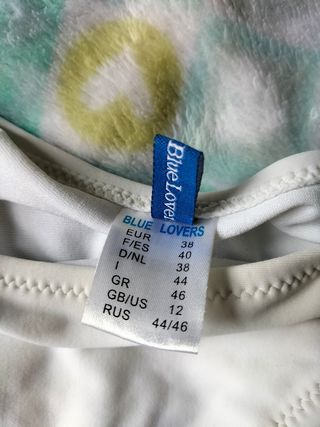 Blue Lovers
BLUE LOVERS
EUR 38
F/ES 40
D/NL 38
I 44
GR 46
GB/US 12
RUS 44/46